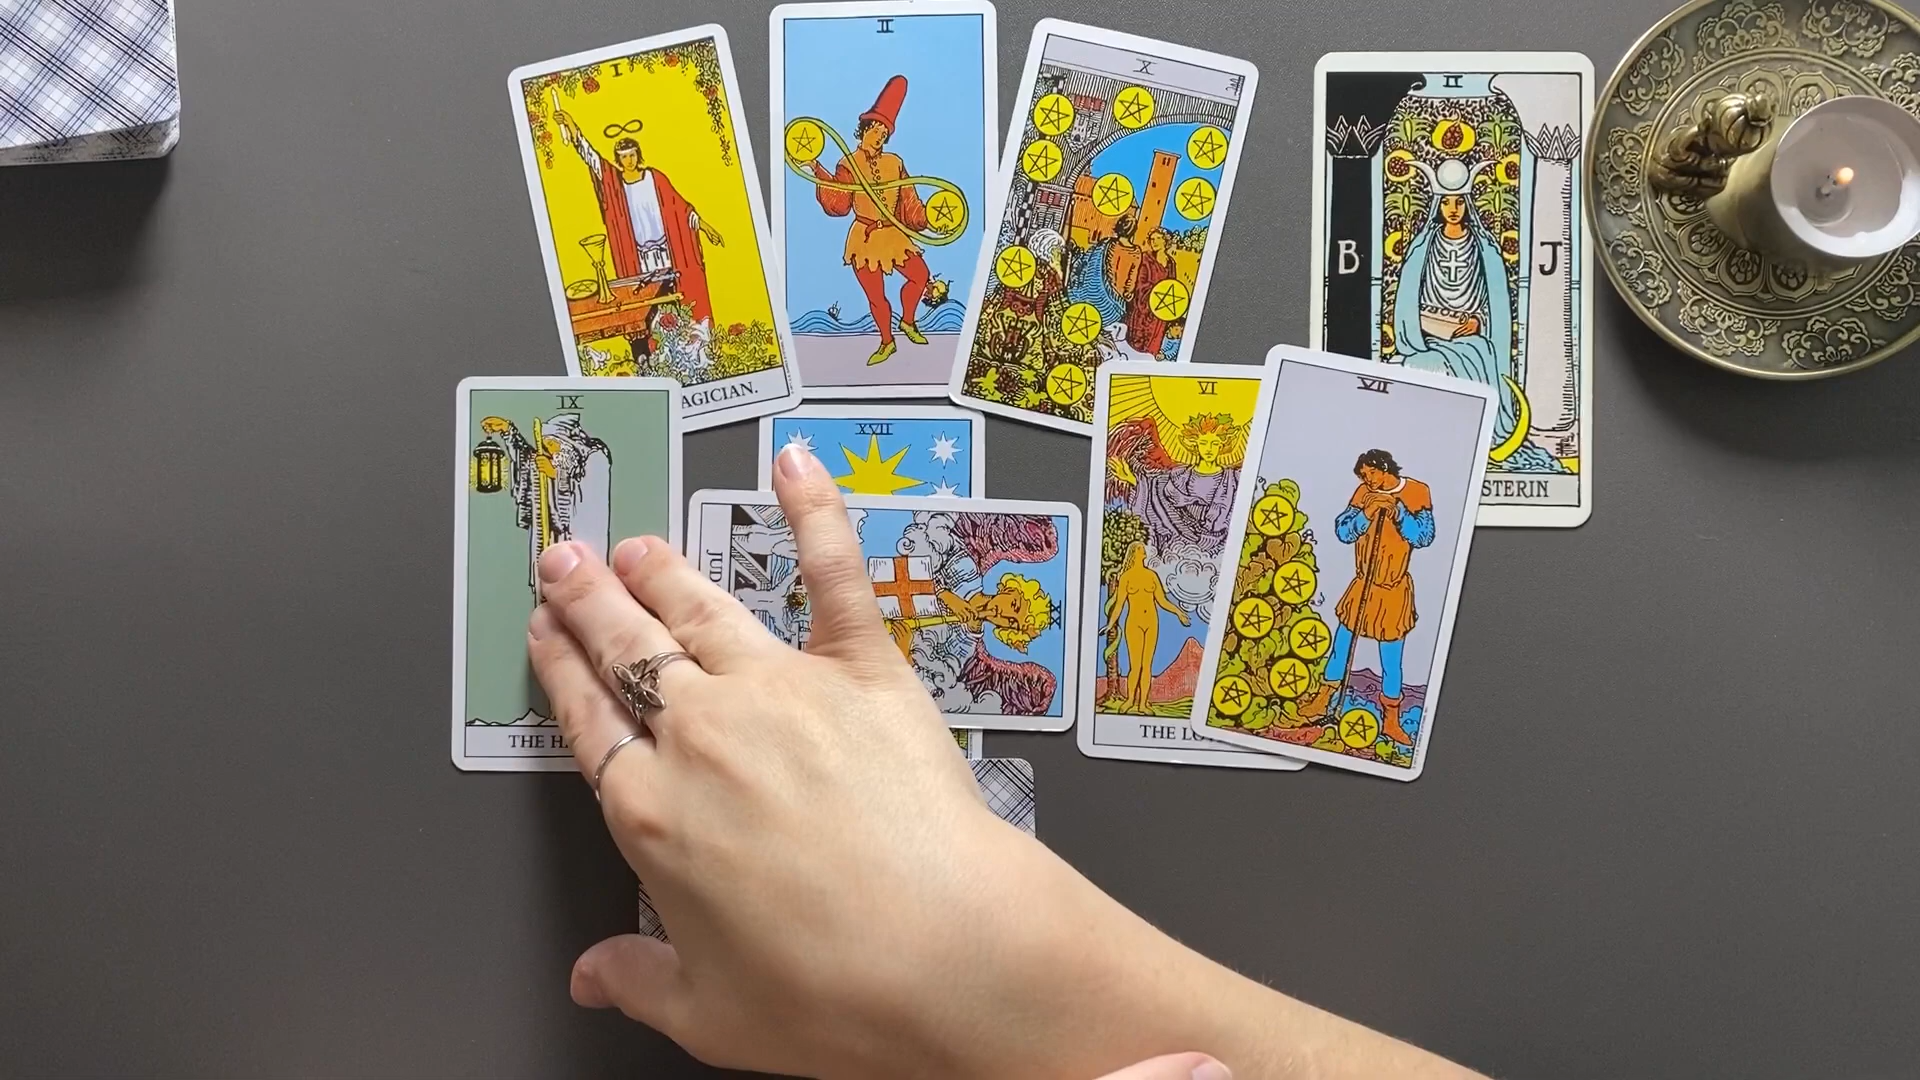 I
II
X
II
B
J
AGICIAN.
IX
XVII
VI
VII
STERIN
JUD
XX
THE H
THE LO